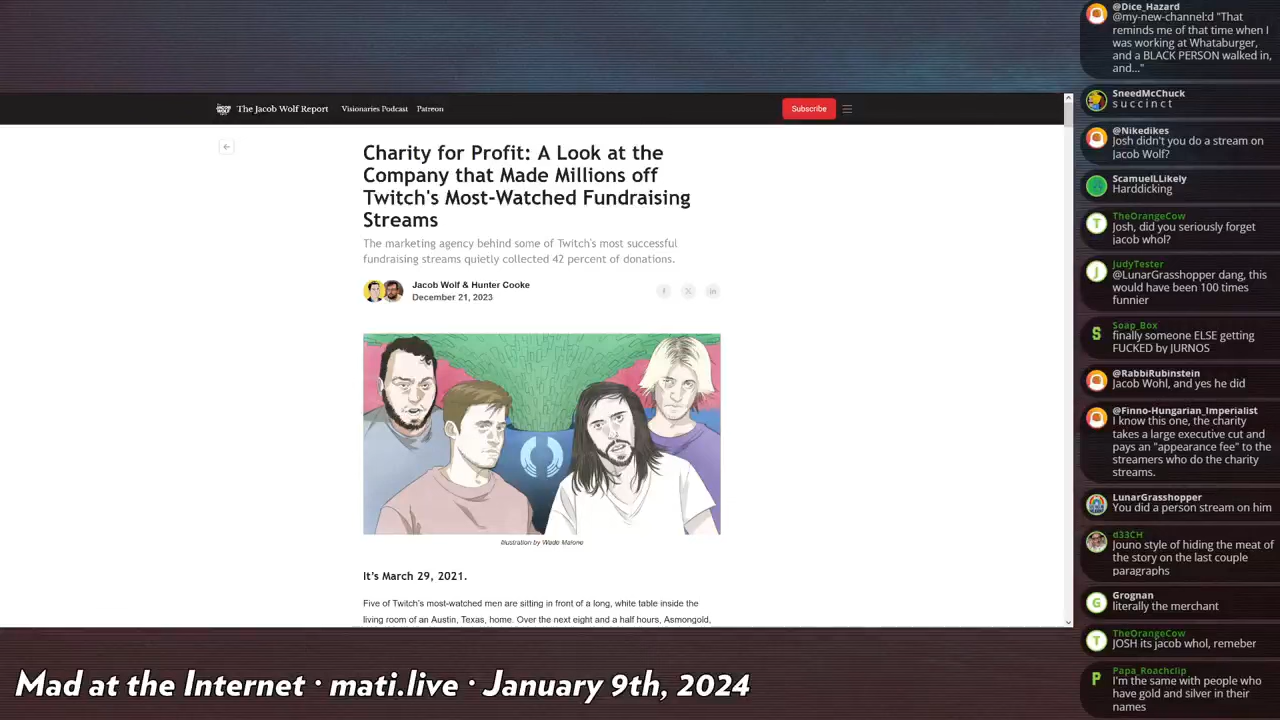 The Jacob Wolf Report
Visionaries Podcast
Patreon
Subscribe
Charity for Profit: A Look at the
Company that Made Millions off
Twitch's Most-Watched Fundraising
Streams
The marketing agency behind some of Twitch's most successful
fundraising streams quietly collected 42 percent of donations.
Jacob Wolf & Hunter Cooke
December 21, 2023
Illustration by Wado Malone
It's March 29, 2021.
Five of Twitch's most-watched men are sitting in front of a long, white table inside the
living room of an Austin, Texas, home. Over the next eight and a half hours, Asmongold,
Mad at the Internet · mati.live · January 9th, 2024
@Dice_Hazard
@my-new-channel:d "That
reminds me of that time when I
was working at Whataburger,
and a BLACK PERSON walked in,
and..."
SneedMcChuck
s u c c i n c t
@Nikedikes
Josh didn't you do a stream on
Jacob Wolf?
ScamuelLLikely
Harddicking
TheOrangeCow
Josh, did you seriously forget
jacob whol?
JudyTester
@LunarGrasshopper dang, this
would have been 100 times
funnier
Soap_Box
finally someone ELSE getting
FUCKED by JURNOS
@RabbiRubinstein
Jacob Wohl, and yes he did
@Finno-Hungarian_Imperialist
I know this one, the charity
takes a large executive cut and
pays an "appearance fee" to the
streamers who do the charity
streams.
LunarGrasshopper
You did a person stream on him
d33CH
Jouno style of hiding the meat of
the story on the last couple
paragraphs
Grognan
literally the merchant
TheOrangeCow
JOSH its jacob whol, remeber
Papa_Roachclip
I'm the same with people who
have gold and silver in their
names